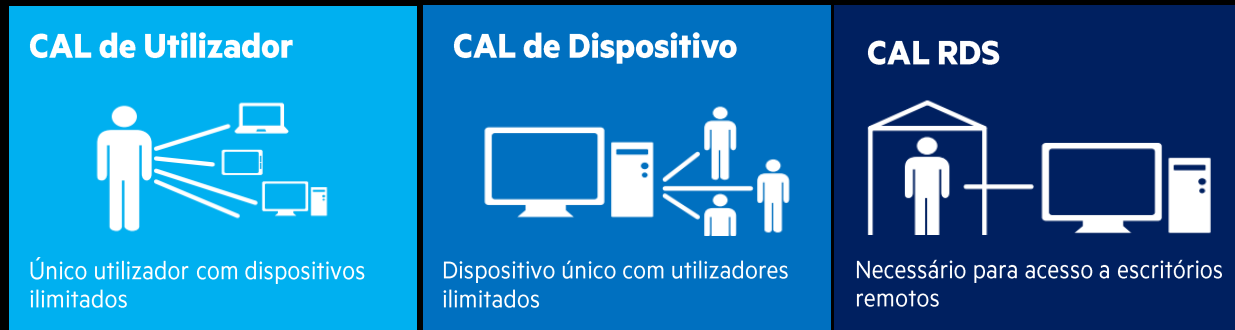 CAL de Utilizador
Único utilizador com dispositivos
ilimitados
CAL de Dispositivo
Dispositivo único com utilizadores
ilimitados
CAL RDS
Necessário para acesso a escritórios
remotos